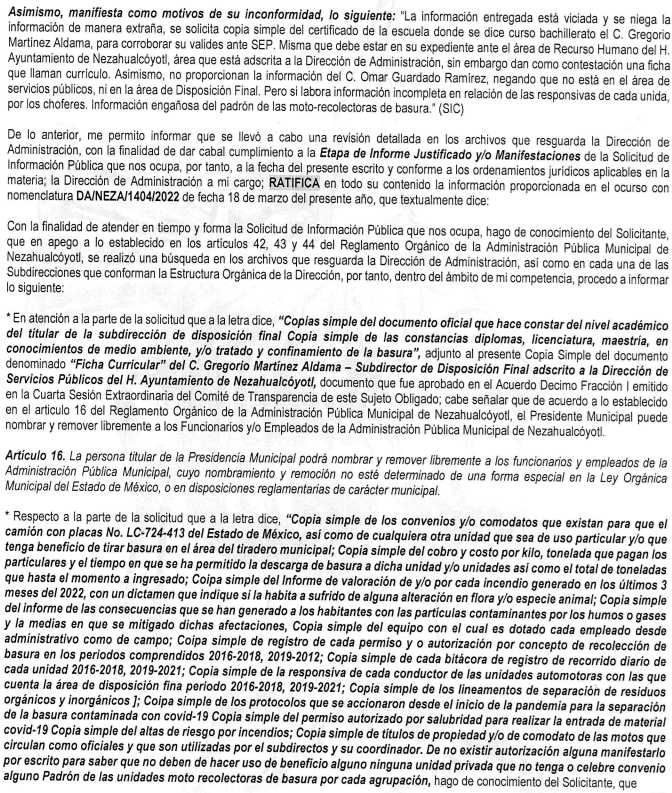 Asimismo, manifiesta como motivos de su inconformidad, lo siguiente: “La información entregada está viciada y se niega la
información de manera extraña, se solicita copia simple del certificado de la escuela donde se dice curso bachillerato el C. Gregorio
Martínez Aldama, para corroborar su valides ante SEP. Misma que debe estar en su expediente ante el área de Recurso Humano del H.
Ayuntamiento de Nezahualcóyotl, área que está adscrita a la Dirección de Administración, sin embargo dan como contestación una ficha
que llaman currículo. Asimismo, no proporcionan la información del C. Omar Guardado Ramírez, negando que no está en el área de
servicios públicos, ni en la área de Disposición Final. Pero si labora información incompleta en relación de las responsivas de cada unida,
por los choferes. Información engañosa del padrón de las moto-recolectoras de basura.” (SIC)
De lo anterior, me permito informar que se llevó a cabo una revisión detallada en los archivos que resguarda la Dirección de
Administración, con la finalidad de dar cabal cumplimiento a la Etapa de Informe Justificado y/o Manifestaciones de la Solicitud de
Información Pública que nos ocupa, por tanto, a la fecha del presente escrito y conforme a los ordenamientos jurídicos aplicables en la
materia; la Dirección de Administración a mi cargo; RATIFICA en todo su contenido la información proporcionada en el ocurso con
nomenclatura DA/NEZA/1404/2022 de fecha 18 de marzo del presente año, que textualmente dice:
Con la finalidad de atender en tiempo y forma la Solicitud de Información Pública que nos ocupa, hago de conocimiento del Solicitante,
que en apego a lo establecido en los artículos 42, 43 y 44 del Reglamento Orgánico de la Administración Pública Municipal de
Nezahualcóyotl, se realizó una búsqueda en los archivos que resguarda la Dirección de Administración, así como en cada una de las
Subdirecciones que conforman la Estructura Orgánica de la Dirección, por tanto, dentro del ámbito de mi competencia, procedo a informar
lo siguiente:
* En atención a la parte de la solicitud que a la letra dice, “Copias simple del documento oficial que hace constar del nivel académico
del titular de la subdirección de disposición final Copia simple de las constancias diplomas, licenciatura, maestría, en
conocimientos de medio ambiente, y/o tratado y confinamiento de la basura”, adjunto al presente Copia Simple del documento
denominado “Ficha Curricular” del C. Gregorio Martínez Aldama – Subdirector de Disposición Final adscrito a la Dirección de
Servicios Públicos del H. Ayuntamiento de Nezahualcóyotl, documento que fue aprobado en el Acuerdo Decimo Fracción I emitido
en la Cuarta Sesión Extraordinaria del Comité de Transparencia de este Sujeto Obligado; cabe señalar que de acuerdo a lo establecido
en el articulo 16 del Reglamento Orgánico de la Administración Pública Municipal de Nezahualcóyotl, el Presidente Municipal puede
nombrar y remover libremente a los Funcionarios y/o Empleados de la Administración Pública Municipal de Nezahualcóyotl.
Artículo 16. La persona titular de la Presidencia Municipal podrá nombrar y remover libremente a los funcionarios y empleados de la
Administración Pública Municipal, cuyo nombramiento y remoción no esté determinado de una forma especial en la Ley Orgánica
Municipal del Estado de México, o en disposiciones reglamentarias de carácter municipal.
* Respecto a la parte de la solicitud que a la letra dice, “Copia simple de los convenios y/o comodatos que existan para que el
camión con placas No. LC-724-413 del Estado de México, así como de cualquiera otra unidad que sea de uso particular y/o que
tenga beneficio de tirar basura en el área del tiradero municipal; Copia simple del cobro y costo por kilo, tonelada que pagan los
particulares y el tiempo en que se ha permitido la descarga de basura a dicha unidad y/o unidades así como el total de toneladas
que hasta el momento a ingresado; Coipa simple del Informe de valoración de y/o por cada incendio generado en los últimos 3
meses del 2022, con un dictamen que indique si la habita a sufrido de alguna alteración en flora y/o especie animal; Copia simple
del informe de las consecuencias que se han generado a los habitantes con las partículas contaminantes por los humos o gases
y la medias en que se mitigado dichas afectaciones, Copia simple del equipo con el cual es dotado cada empleado desde
administrativo como de campo; Coipa simple de registro de cada permiso y o autorización por concepto de recolección de
basura en los periodos comprendidos 2016-2018, 2019-2012; Copia simple de cada bitácora de registro de recorrido diario de
cada unidad 2016-2018, 2019-2021; Copia simple de la responsiva de cada conductor de las unidades automotoras con las que
cuenta la área de disposición fina periodo 2016-2018, 2019-2021; Copia simple de los lineamentos de separación de residuos
orgánicos y inorgánicos ]; Coipa simple de los protocolos que se accionaron desde el inicio de la pandemia para la separación
de la basura contaminada con covid-19 Copia simple del permiso autorizado por salubridad para realizar la entrada de material
covid-19 Copia simple del altas de riesgo por incendios; Copia simple de títulos de propiedad y/o de comodato de las motos que
circulan como oficiales y que son utilizadas por el subdirectos y su coordinador. De no existir autorización alguna manifestarlo
por escrito para saber que no deben de hacer uso de beneficio alguno ninguna unidad privada que no tenga o celebre convenio
alguno Padrón de las unidades moto recolectoras de basura por cada agrupación, hago de conocimiento del Solicitante, que